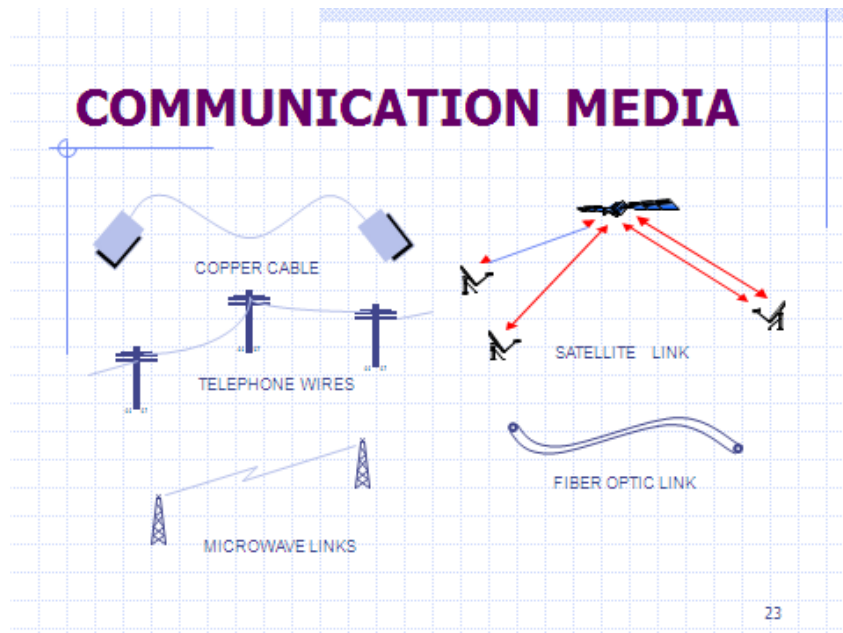 COMMUNICATION MEDIA
COPPER CABLE
TELEPHONE WIRES
MICROWAVE LINKS
SATELLITE LINK
FIBER OPTIC LINK
23